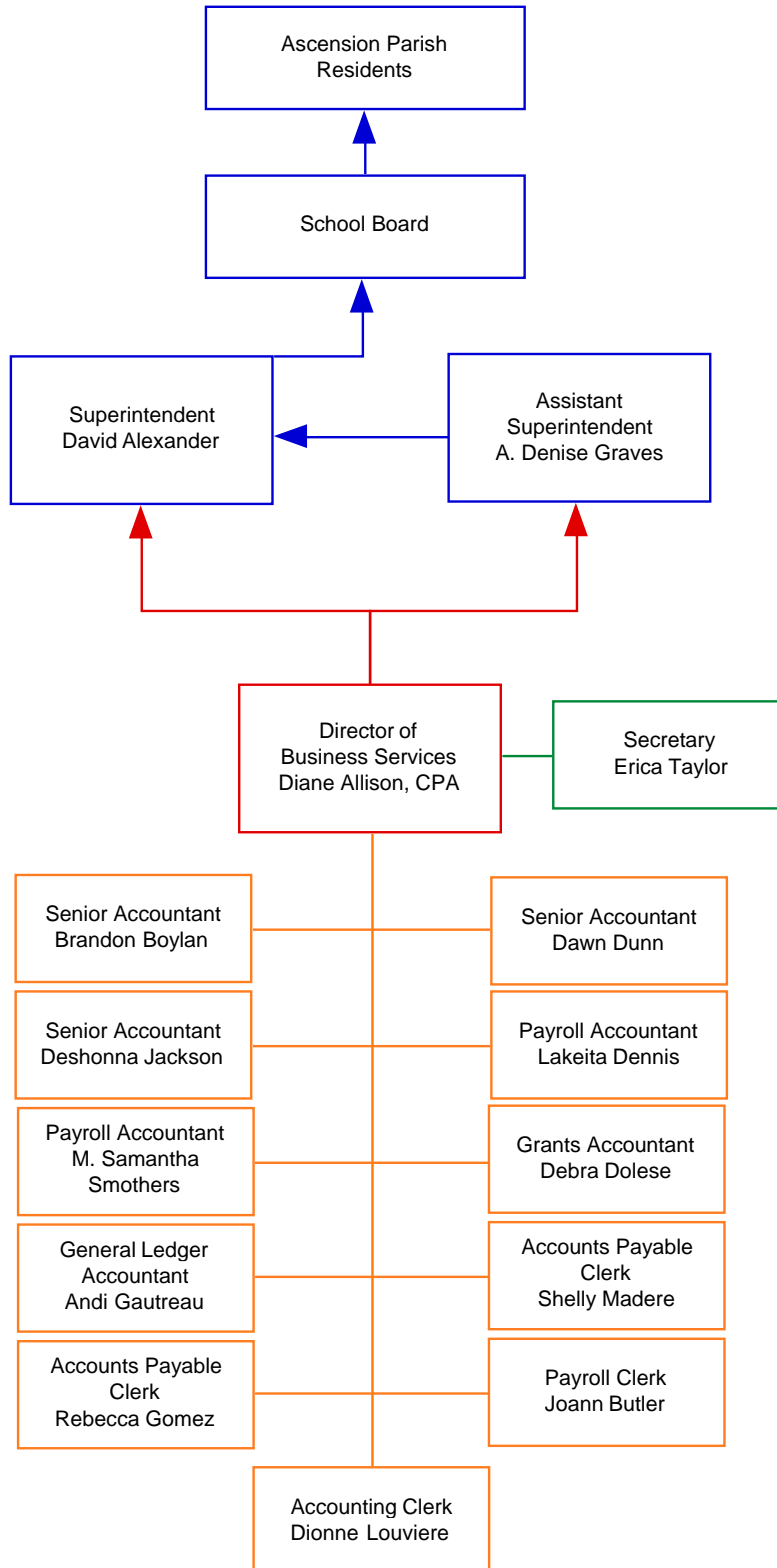 Ascension Parish
Residents
School Board
Superintendent
David Alexander
Assistant
Superintendent
A. Denise Graves
Director of
Business Services
Diane Allison, CPA
Secretary
Erica Taylor
Senior Accountant
Brandon Boylan
Senior Accountant
Dawn Dunn
Senior Accountant
Deshonna Jackson
Payroll Accountant
Lakeita Dennis
Payroll Accountant
M. Samantha
Smothers
Grants Accountant
Debra Dolese
General Ledger
Accountant
Andi Gautreau
Accounts Payable
Clerk
Shelly Madere
Accounts Payable
Clerk
Rebecca Gomez
Payroll Clerk
Joann Butler
Accounting Clerk
Dionne Louviere